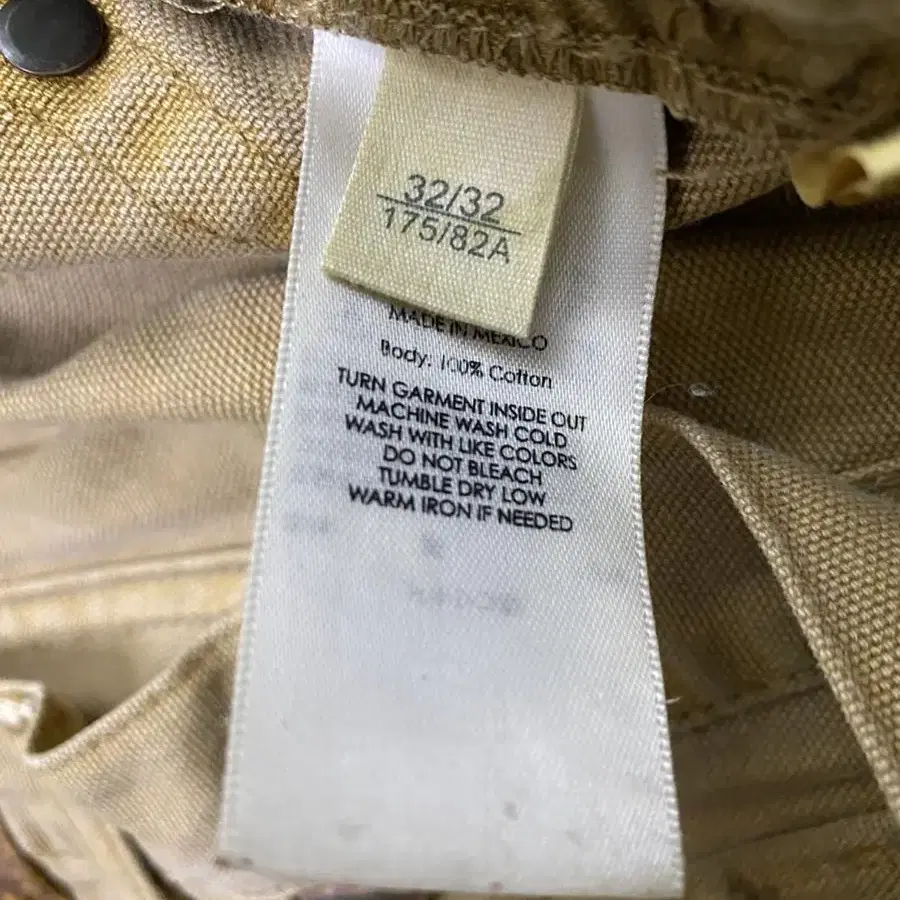 32/32
175/82A
MADE IN MEXICO
Body: 100% Cotton
TURN GARMENT INSIDE OUT
MACHINE WASH COLD
WASH WITH LIKE COLORS
DO NOT BLEACH
TUMBLE DRY LOW
WARM IRON IF NEEDED